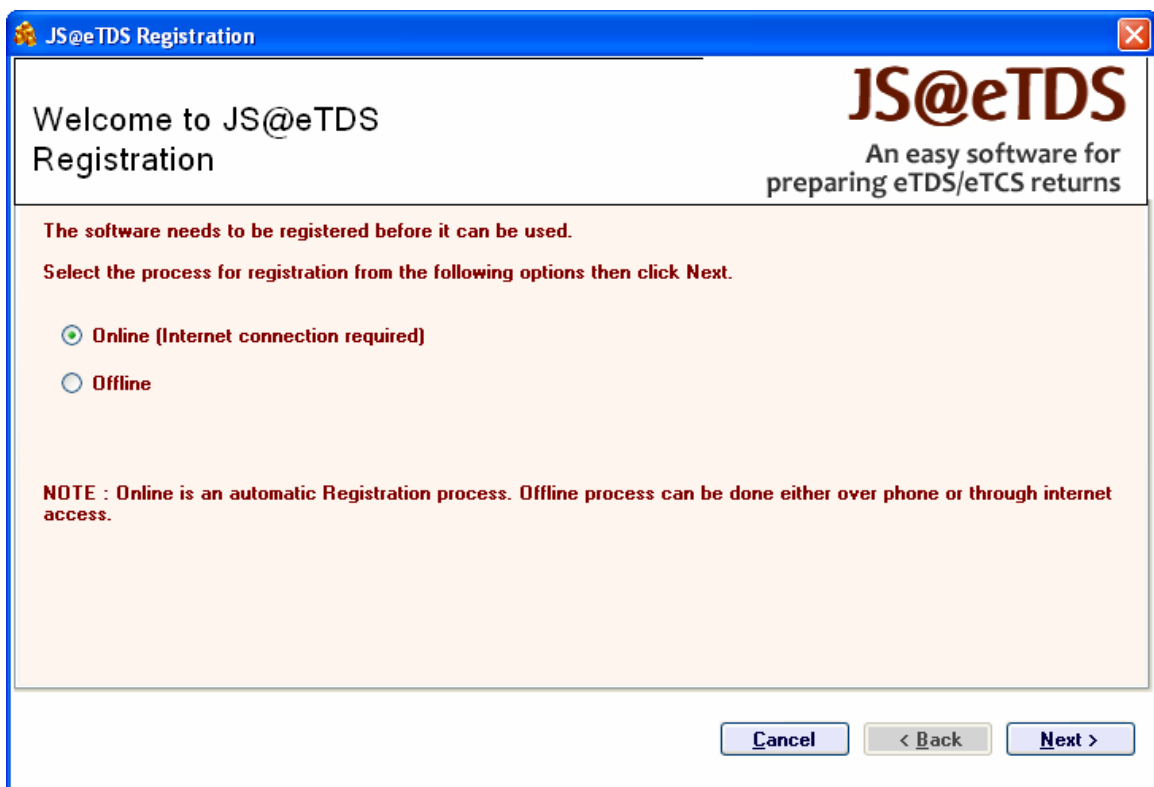 JS@eTDS Registration
Welcome to JS@eTDS
Registration
JS@eTDS
An easy software for
preparing eTDS/eTCS returns
The software needs to be registered before it can be used.
Select the process for registration from the following options then click Next.
Online (Internet connection required)
Offline
NOTE : Online is an automatic Registration process. Offline process can be done either over phone or through internet
access.
Cancel
< Back
Next >